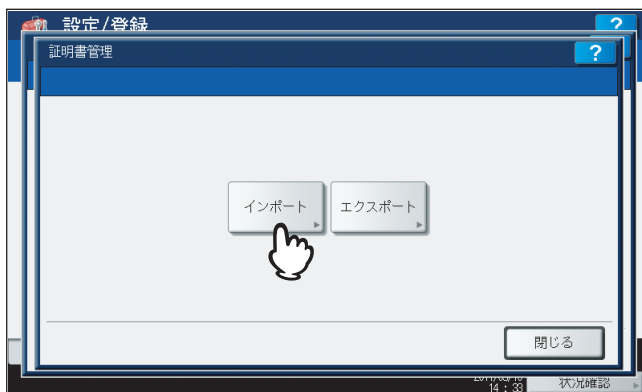 設定/登録
?
証明書管理
?
インポート
エクスポート
閉じる
14 : 33
状況確認